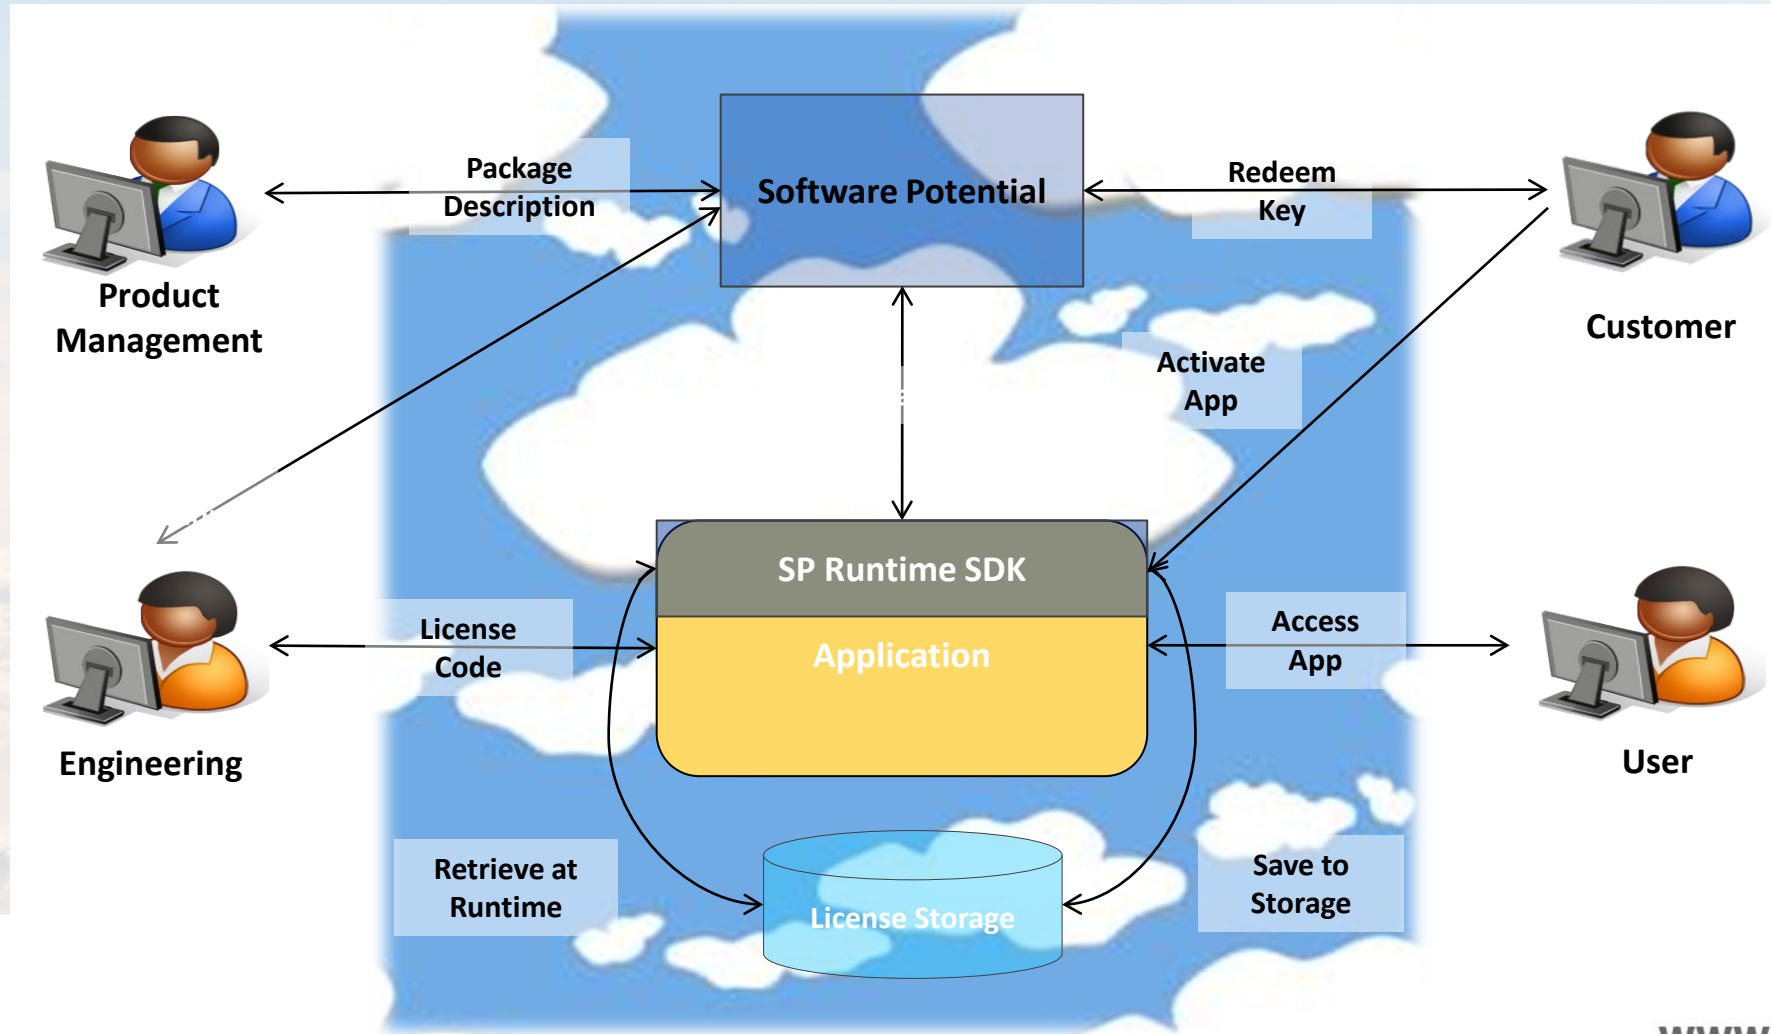 Package
Description
Software Potential
Redeem
Key
Product
Management
Customer
Activate
App
SP Runtime SDK
License
Code
Application
Access
App
Engineering
User
Retrieve at
Runtime
License Storage
Save to
Storage